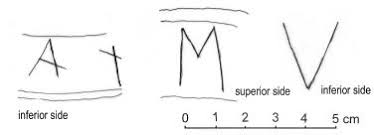 A t M V
superior side inferior side
inferior side
0 1 2 3 4 5 cm